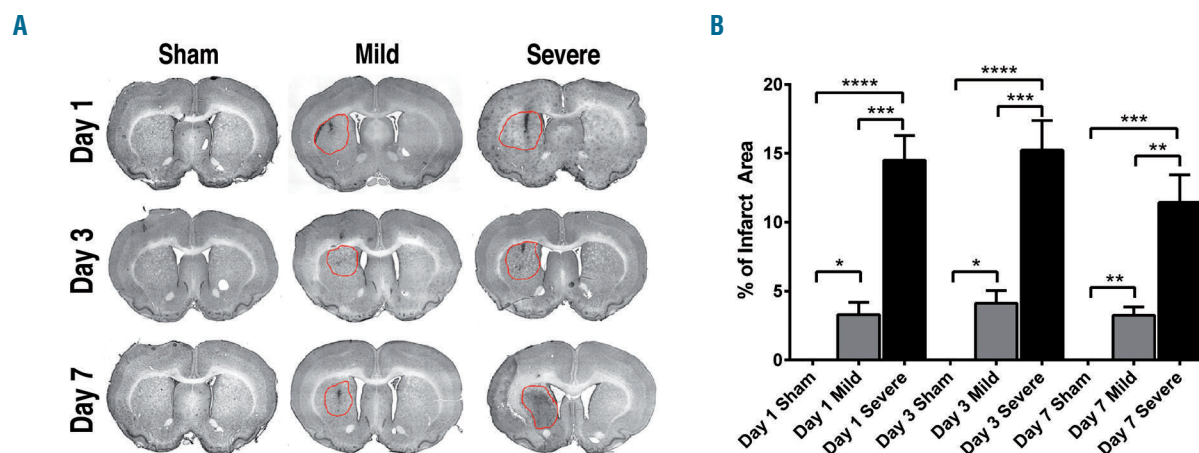 A
Sham Mild Severe
Day 1
Day 3
Day 7
B
% of Infarct Area
20
15
10
5
0
**** 
***
*
****
***
*
***
**
**
Day 1 Sham
Day 1 Mild
Day 1 Severe
Day 3 Sham
Day 3 Mild
Day 3 Severe
Day 7 Sham
Day 7 Mild
Day 7 Severe